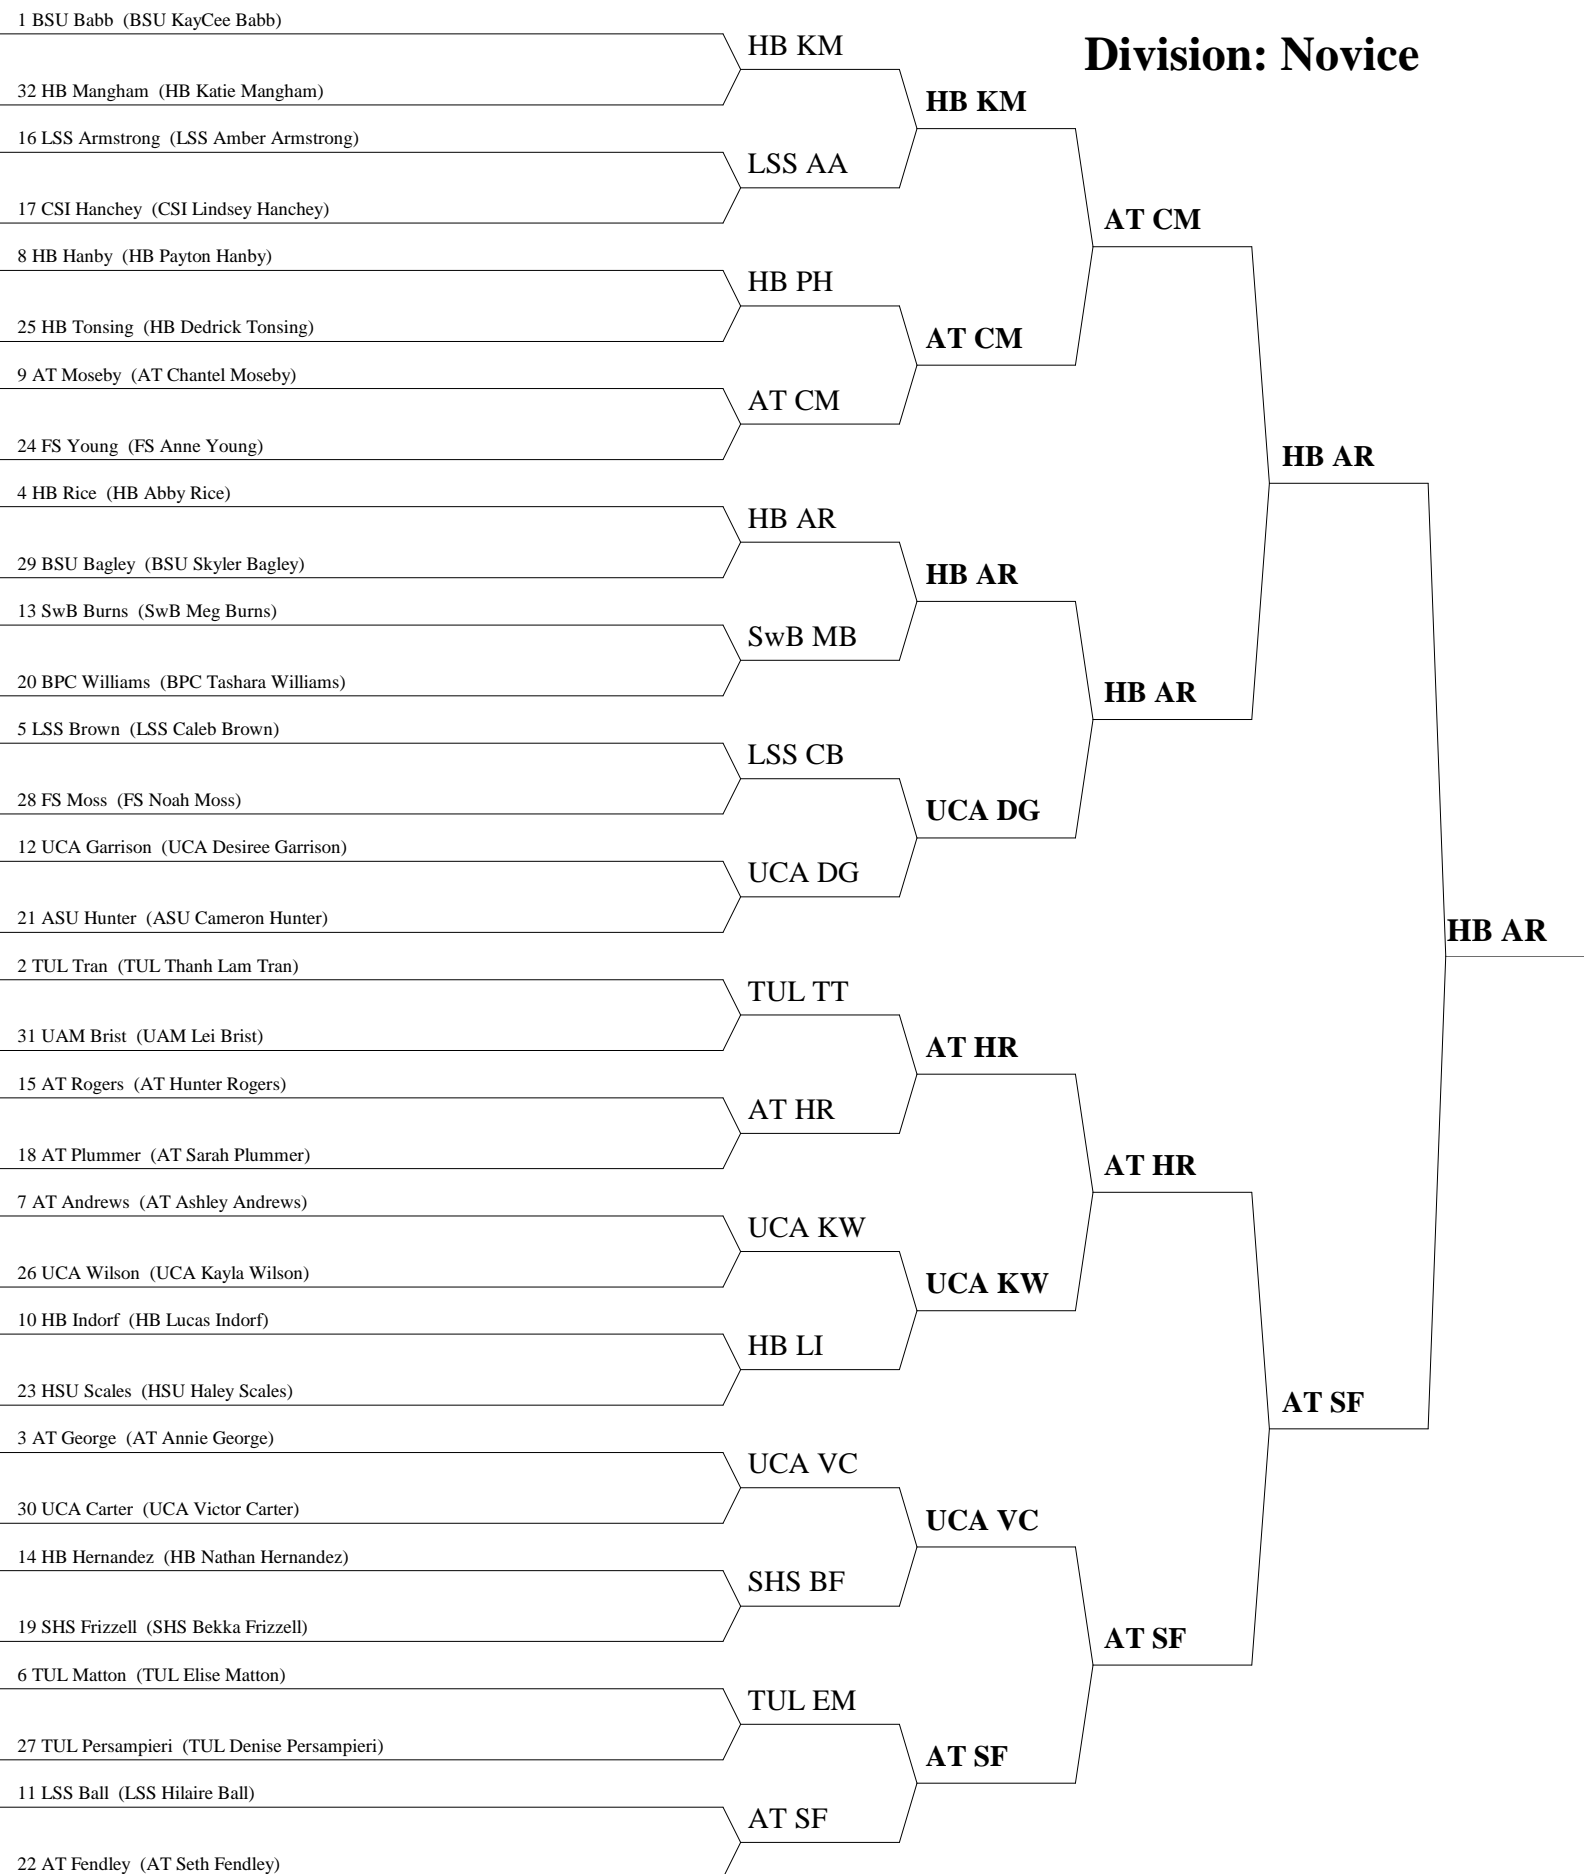 1 BSU Babb (BSU KayCee Babb)
HB KM
Division: Novice
32 HB Mangham (HB Katie Mangham)
HB KM
16 LSS Armstrong (LSS Amber Armstrong)
LSS AA
17 CSI Hanchey (CSI Lindsey Hanchey)
AT CM
8 HB Hanby (HB Payton Hanby)
HB PH
25 HB Tonsing (HB Dedrick Tonsing)
AT CM
9 AT Moseby (AT Chantel Moseby)
AT CM
24 FS Young (FS Anne Young)
HB AR
4 HB Rice (HB Abby Rice)
HB AR
29 BSU Bagley (BSU Skyler Bagley)
HB AR
13 SwB Burns (SwB Meg Burns)
SwB MB
20 BPC Williams (BPC Tashara Williams)
HB AR
5 LSS Brown (LSS Caleb Brown)
LSS CB
28 FS Moss (FS Noah Moss)
UCA DG
12 UCA Garrison (UCA Desiree Garrison)
UCA DG
21 ASU Hunter (ASU Cameron Hunter)
HB AR
2 TUL Tran (TUL Thanh Lam Tran)
TUL TT
31 UAM Brist (UAM Lei Brist)
AT HR
15 AT Rogers (AT Hunter Rogers)
AT HR
18 AT Plummer (AT Sarah Plummer)
AT HR
7 AT Andrews (AT Ashley Andrews)
UCA KW
26 UCA Wilson (UCA Kayla Wilson)
UCA KW
10 HB Indorf (HB Lucas Indorf)
HB LI
23 HSU Scales (HSU Haley Scales)
AT SF
3 AT George (AT Annie George)
UCA VC
30 UCA Carter (UCA Victor Carter)
UCA VC
14 HB Hernandez (HB Nathan Hernandez)
SHS BF
19 SHS Frizzell (SHS Bekka Frizzell)
AT SF
6 TUL Matton (TUL Elise Matton)
TUL EM
27 TUL Persampieri (TUL Denise Persampieri)
AT SF
11 LSS Ball (LSS Hilaire Ball)
AT SF
22 AT Fendley (AT Seth Fendley)